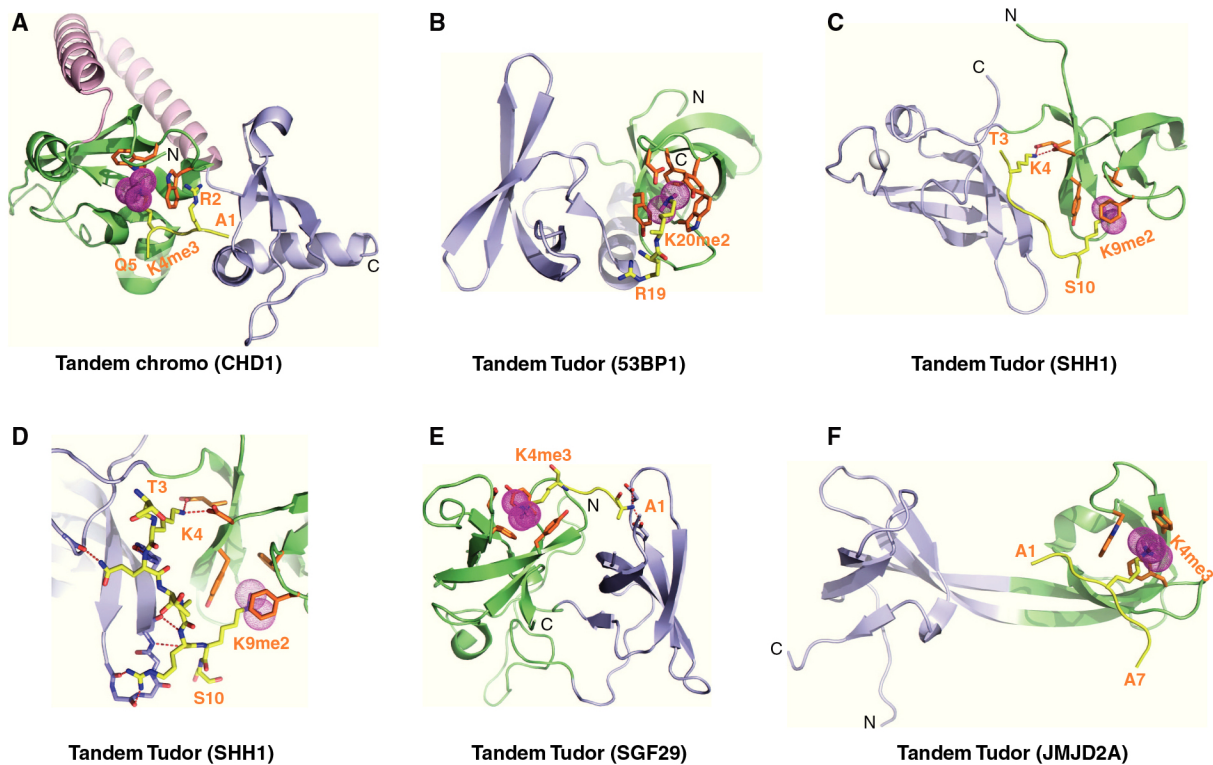 A
N
R2
A1
Q5
K4me3
C
Tandem chromo (CHD1)
B
N
C
K20me2
R19
Tandem Tudor (53BP1)
C
N
C
T3
K4
K9me2
S10
Tandem Tudor (SHH1)
D
T3
K4
K9me2
S10
Tandem Tudor (SHH1)
E
K4me3
N
A1
C
Tandem Tudor (SGF29)
F
A1
K4me3
C
A7
N
Tandem Tudor (JMJD2A)